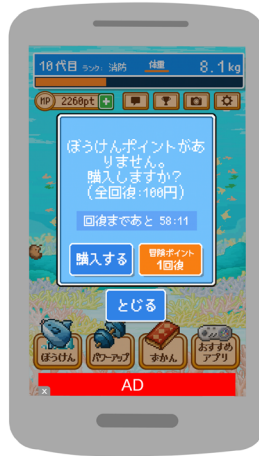 10代目 ランク: 消防 体重 8.1kg
MP 2260pt
ぼうけんポイントがあ
りません。
購入しますか?
(全回復:100円)
回復まであと 58:11
購入する
冒険ポイント
1回復
とじる
ぼうけん パワーアップ ずかん
おすすめ
アプリ
x
AD